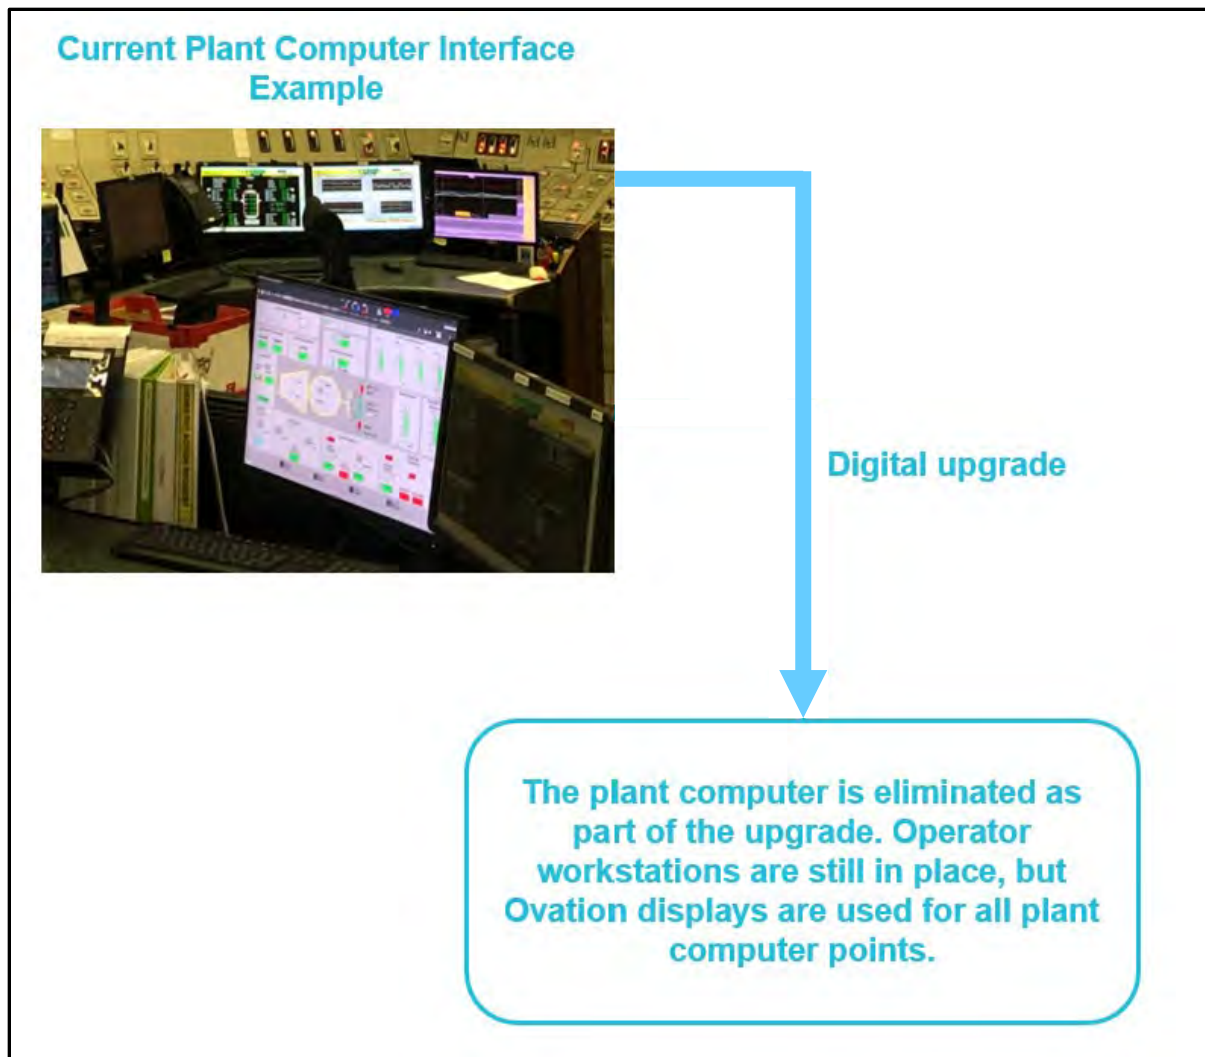 Current Plant Computer Interface
Example
Digital upgrade
The plant computer is eliminated as
part of the upgrade. Operator
workstations are still in place, but
Ovation displays are used for all plant
computer points.